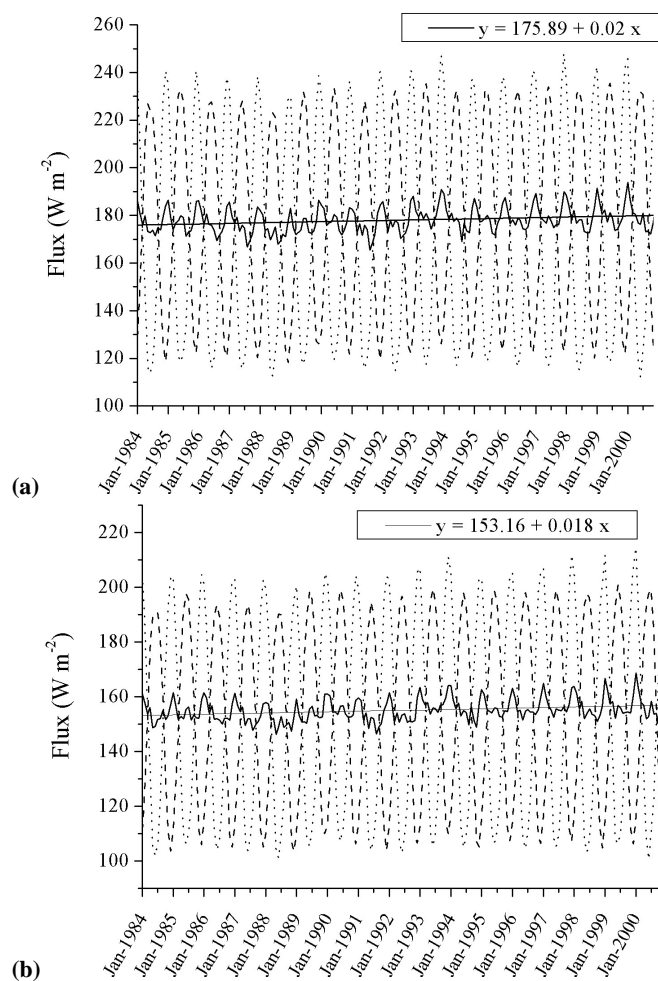 y = 175.89 + 0.02 x
260
240
220
200
180
160
140
120
100
Flux (W m-2)
Jan-1984
Jan-1985
Jan-1986
Jan-1987
Jan-1988
Jan-1989
Jan-1990
Jan-1991
Jan-1992
Jan-1993
Jan-1994
Jan-1995
Jan-1996
Jan-1997
Jan-1998
Jan-1999
Jan-2000
(a)
y = 153.16 + 0.018 x
220
200
180
160
140
120
100
Flux (W m-2)
Jan-1984
Jan-1985
Jan-1986
Jan-1987
Jan-1988
Jan-1989
Jan-1990
Jan-1991
Jan-1992
Jan-1993
Jan-1994
Jan-1995
Jan-1996
Jan-1997
Jan-1998
Jan-1999
Jan-2000
(b)